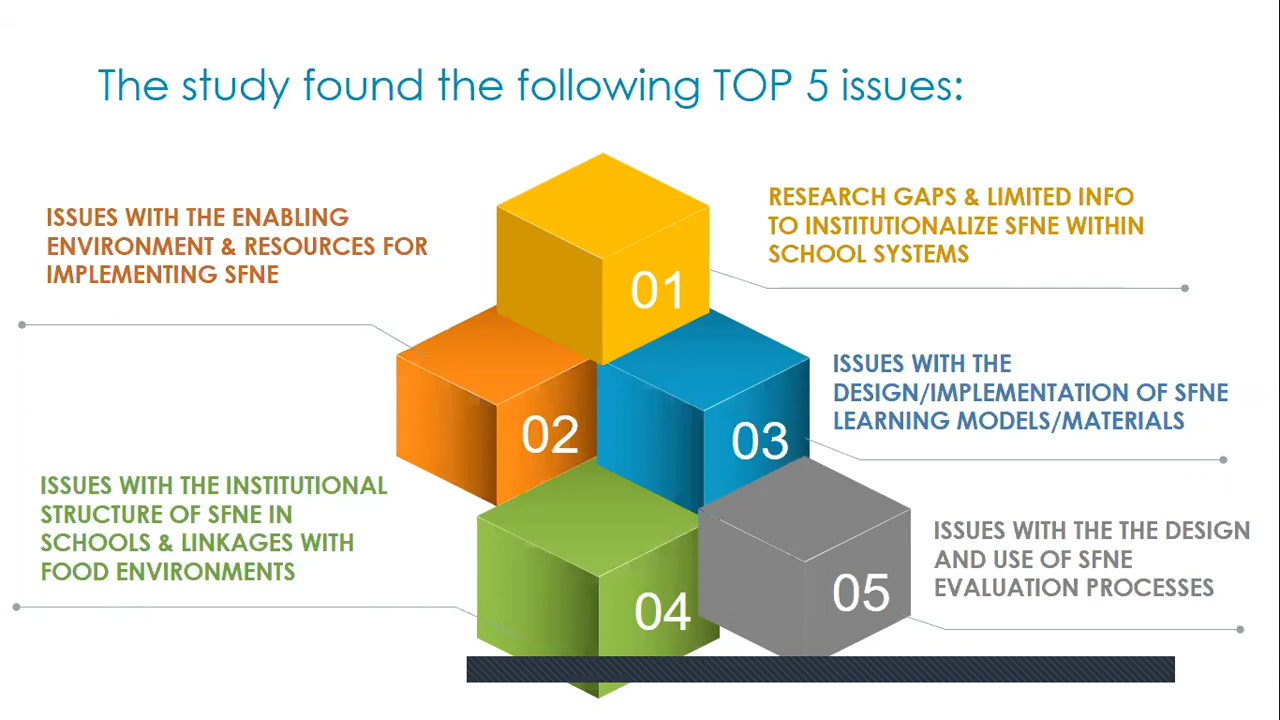 The study found the following TOP 5 issues:
RESEARCH GAPS & LIMITED INFO
TO INSTITUTIONALIZE SFNE WITHIN
SCHOOL SYSTEMS
01
ISSUES WITH THE ENABLING
ENVIRONMENT & RESOURCES FOR
IMPLEMENTING SFNE
02
ISSUES WITH THE
DESIGN/IMPLEMENTATION OF SFNE
LEARNING MODELS/MATERIALS
03
ISSUES WITH THE INSTITUTIONAL
STRUCTURE OF SFNE IN
SCHOOLS & LINKAGES WITH
FOOD ENVIRONMENTS
04
ISSUES WITH THE THE DESIGN
AND USE OF SFNE
EVALUATION PROCESSES
05